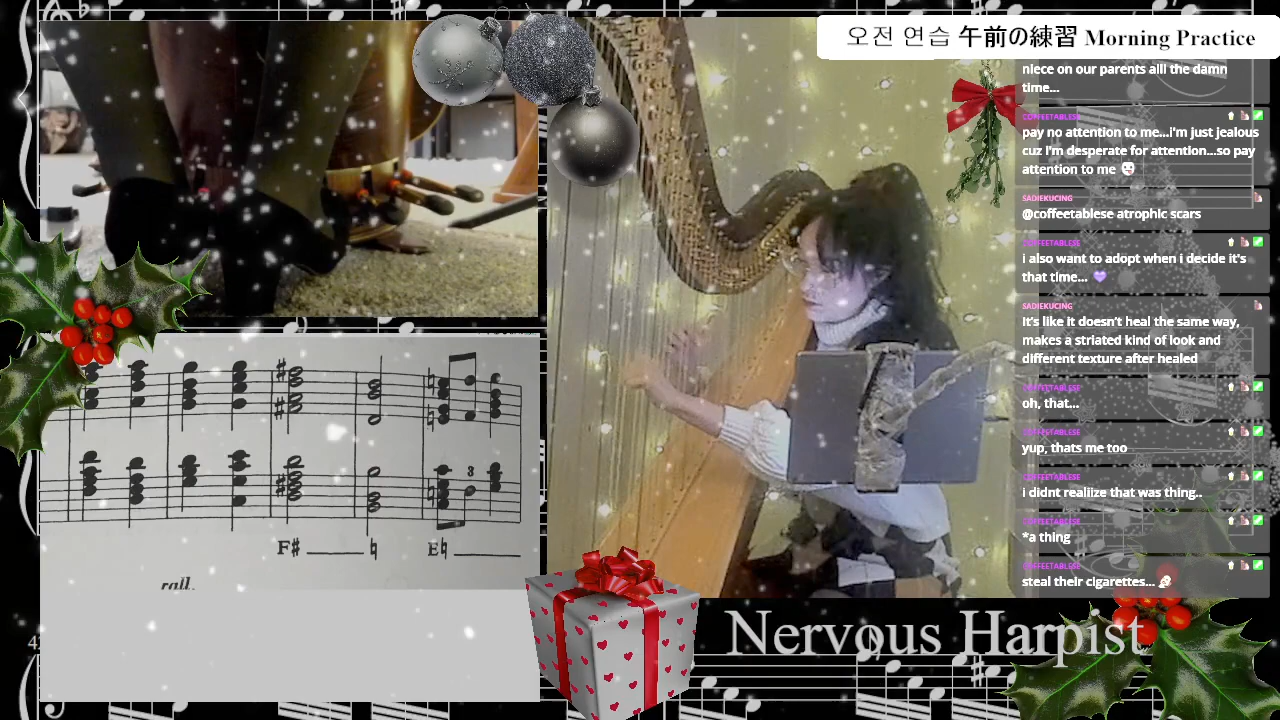 오전 연습 午前の練習 Morning Practice
niece on our parents alll the damn
time...
COFFEETABLESE
pay no attention to me...i'm just jealous
cuz i'm desperate for attention...so pay
attention to me
SADIEKUCING
@coffeetablese atrophic scars
COFFEETABLESE
i also want to adopt when i decide it's
that time...
SADIEKUCING
It's like it doesn't heal the same way,
makes a striated kind of look and
different texture after healed
COFFEETABLESE
oh, that...
COFFEETABLESE
yup, thats me too
COFFEETABLESE
i didnt realiize that was thing..
COFFEETABLESE
*a thing
COFFEETABLESE
steal their cigarettes...
3
3
F# ♮ E♮
rall.
Nervous Harpist